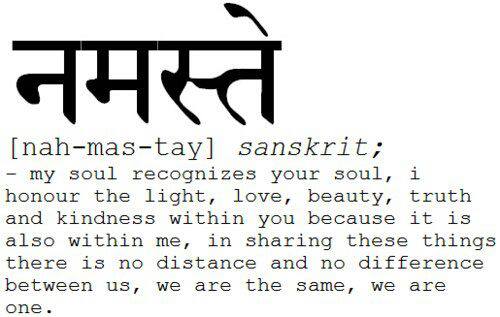 नमस्ते
[nah-mas-tay] sanskrit;
- my soul recognizes your soul, i
honour the light, love, beauty, truth
and kindness within you because it is
also within me, in sharing these things
there is no distance and no difference
between us, we are the same, we are
one.